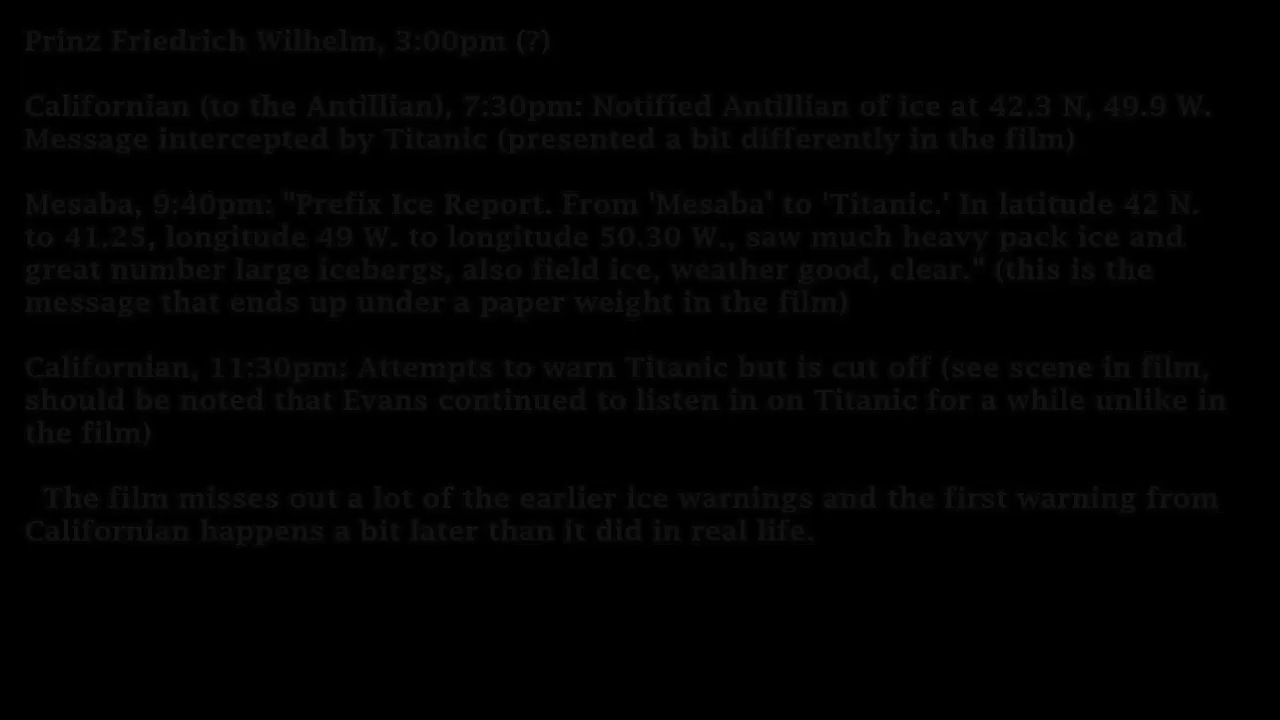 Prinz Friedrich Wilhelm, 3:00pm (?)
Californian (to the Antillian), 7:30pm: Notified Antillian of ice at 42.3 N, 49.9 W.
Message intercepted by Titanic (presented a bit differently in the film)
Mesaba, 9:40pm: "Prefix Ice Report. From 'Mesaba' to 'Titanic.' In latitude 42 N.
to 41.25, longitude 49 W. to longitude 50.30 W., saw much heavy pack ice and
great number large icebergs, also field ice, weather good, clear." (this is the
message that ends up under a paper weight in the film)
Californian, 11:30pm: Attempts to warn Titanic but is cut off (see scene in film,
should be noted that Evans continued to listen in on Titanic for a while unlike in
the film)
The film misses out a lot of the earlier ice warnings and the first warning from
Californian happens a bit later than it did in real life.